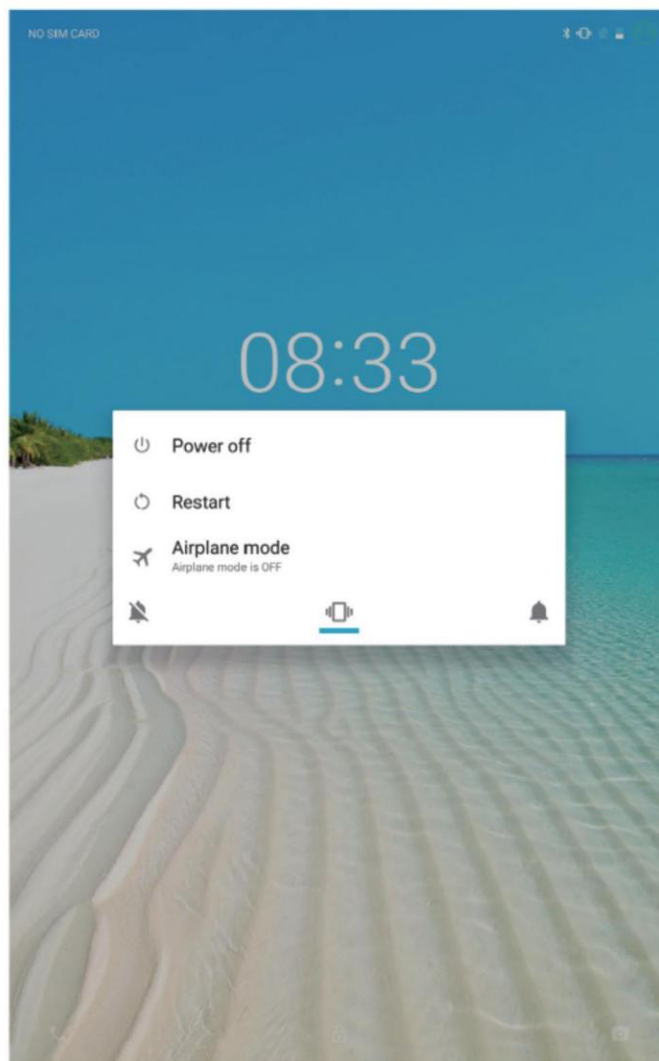 NO SIM CARD
08:33
Power off
Restart
Airplane mode
Airplane mode is OFF